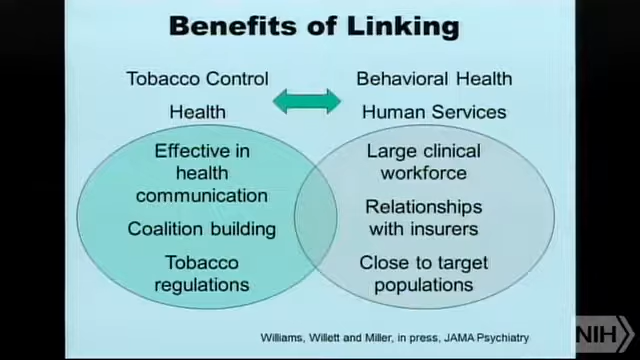 Benefits of Linking
Tobacco Control
Health
Behavioral Health
Human Services
Effective in
health
communication
Coalition building
Tobacco
regulations
Large clinical
workforce
Relationships
with insurers
Close to target
populations
Williams, Willett and Miller, in press, JAMA Psychiatry
NIH